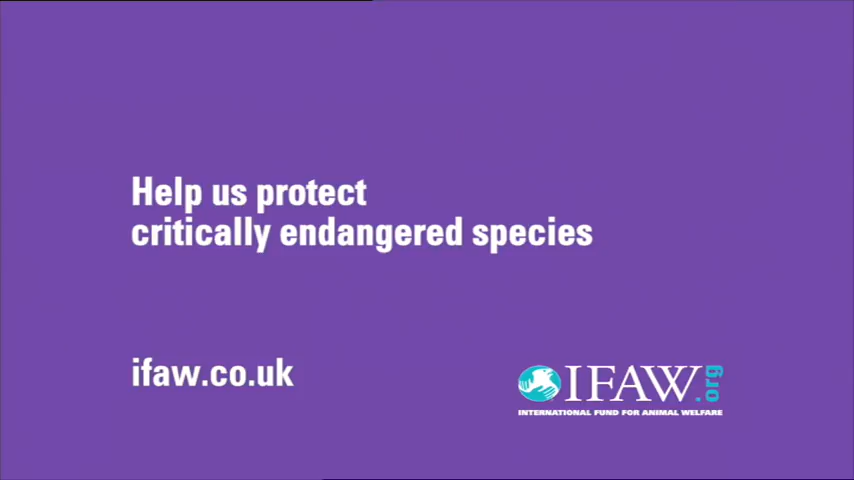 Help us protect
critically endangered species
ifaw.co.uk
IFAW.org
INTERNATIONAL FUND FOR ANIMAL WELFARE